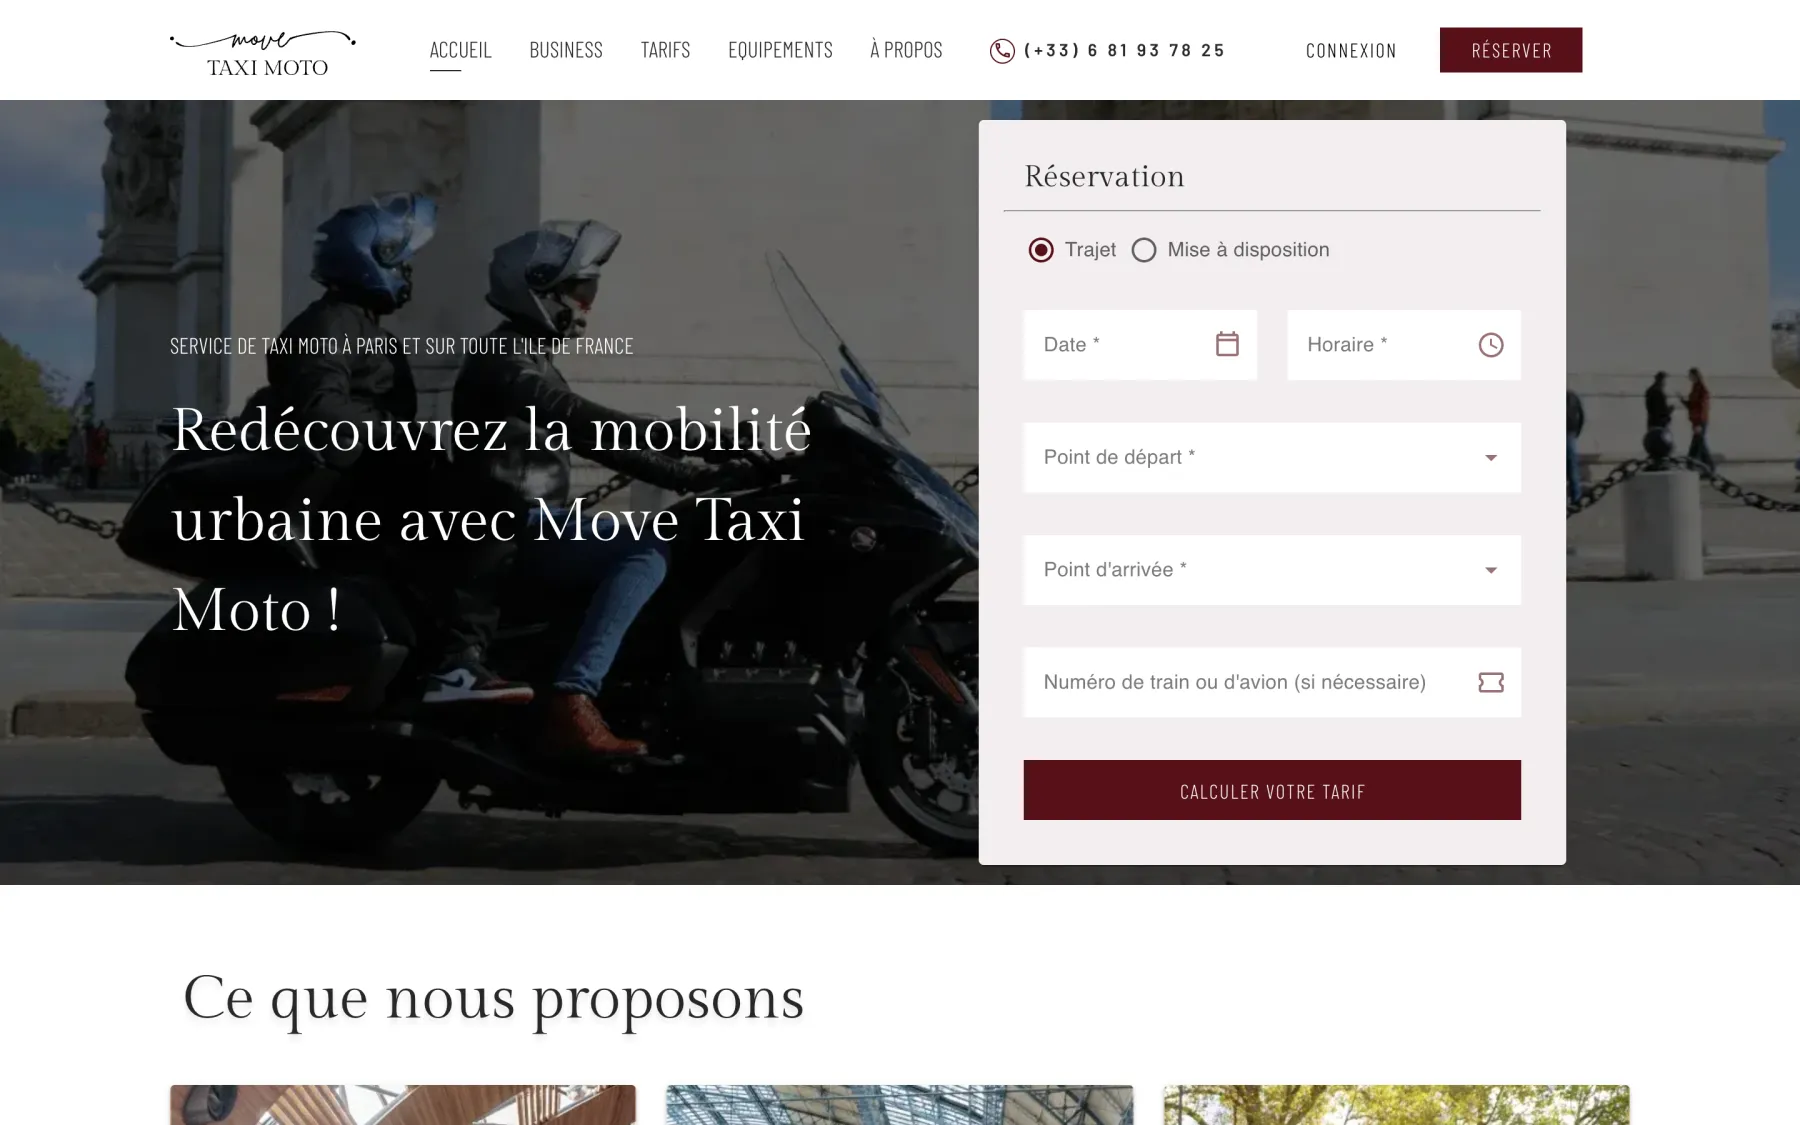 move
TAXI MOTO
ACCUEIL
BUSINESS
TARIFS
EQUIPEMENTS
À PROPOS
(+33) 6 81 93 78 25
CONNEXION
RÉSERVER
SERVICE DE TAXI MOTO À PARIS ET SUR TOUTE L'ILE DE FRANCE
Redécouvrez la mobilité
urbaine avec Move Taxi
Moto !
Réservation
Trajet
Mise à disposition
Date *
Horaire *
Point de départ *
Point d'arrivée *
Numéro de train ou d'avion (si nécessaire)
CALCULER VOTRE TARIF
Ce que nous proposons